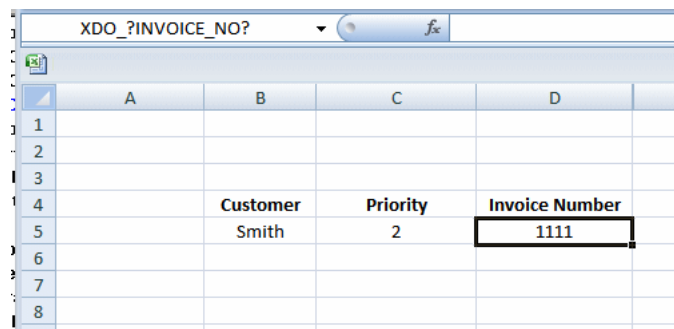 XDO_?INVOICE_NO? fx
A B C D
1
2
3
4 Customer Priority Invoice Number
5 Smith 2 1111
6
7
8